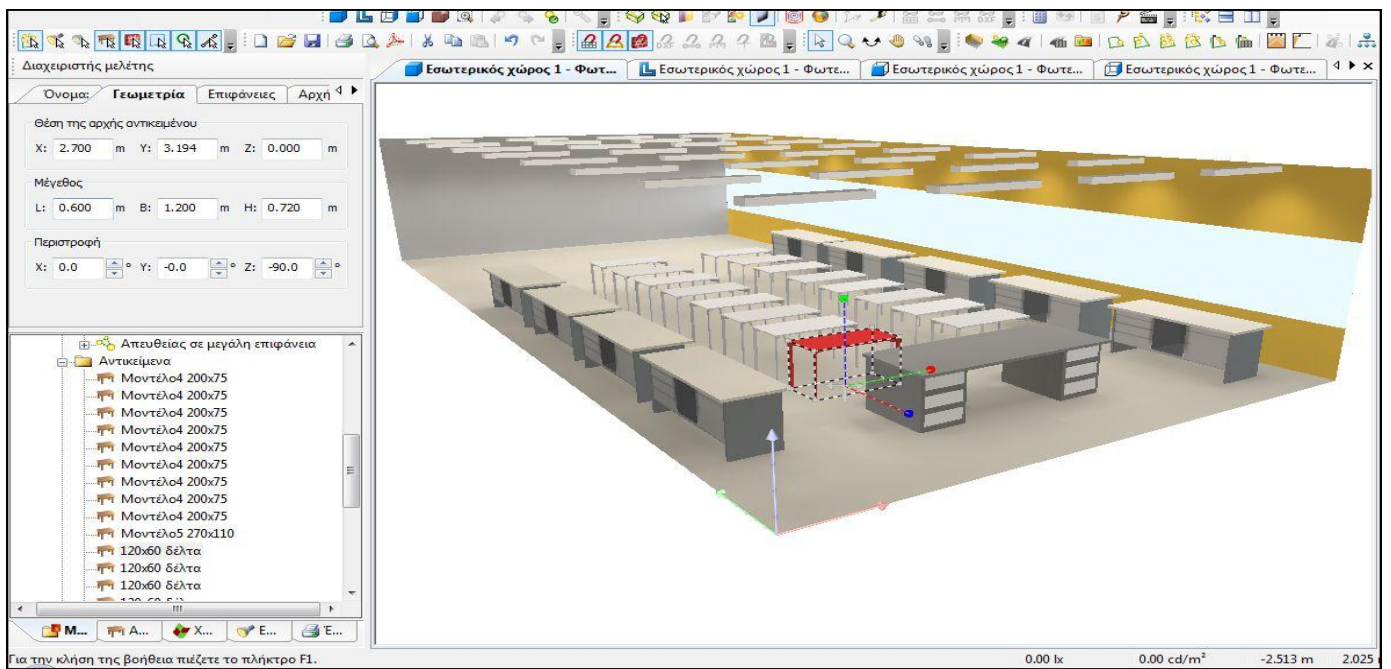 Διαχειριστής μελέτης
Εσωτερικός χώρος 1 - Φωτ...
Εσωτερικός χώρος 1 - Φωτε...
Εσωτερικός χώρος 1 - Φωτε...
Εσωτερικός χώρος 1 - Φωτε...
Όνομα:
Γεωμετρία
Επιφάνειες
Αρχή
Θέση της αρχής αντικειμένου
X: 2.700 m Y: 3.194 m Z: 0.000 m
Μέγεθος
L: 0.600 m B: 1.200 m H: 0.720 m
Περιστροφή
X: 0.0 ° Y: -0.0 ° Z: -90.0 °
Απευθείας σε μεγάλη επιφάνεια
Αντικείμενα
Μοντέλο4 200x75
Μοντέλο4 200x75
Μοντέλο4 200x75
Μοντέλο4 200x75
Μοντέλο4 200x75
Μοντέλο4 200x75
Μοντέλο4 200x75
Μοντέλο4 200x75
Μοντέλο4 200x75
Μοντέλο5 270x110
120x60 δέλτα
120x60 δέλτα
120x60 δέλτα
Μ...
Α...
Χ...
Ε...
Έ...
Για την κλήση της βοήθεια πιέζετε το πλήκτρο F1.
0.00 lx
0.00 cd/m²
-2.513 m
2.025